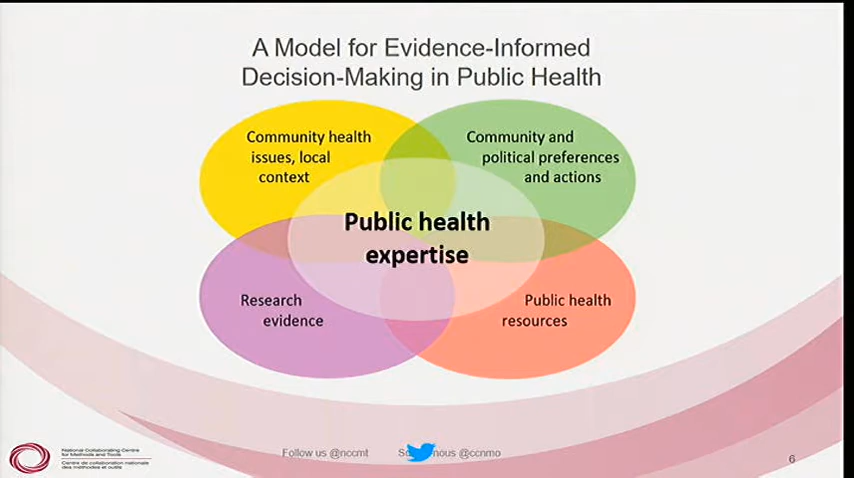 A Model for Evidence-Informed
Decision-Making in Public Health
Community health
issues, local
context
Community and
political preferences
and actions
Public health
expertise
Research
evidence
Public health
resources
National Collaborating Centre
for Methods and Tools
Centre de collaboration nationale
des méthodes et outils
Follow us @nccmt
nous @ccnmo
6